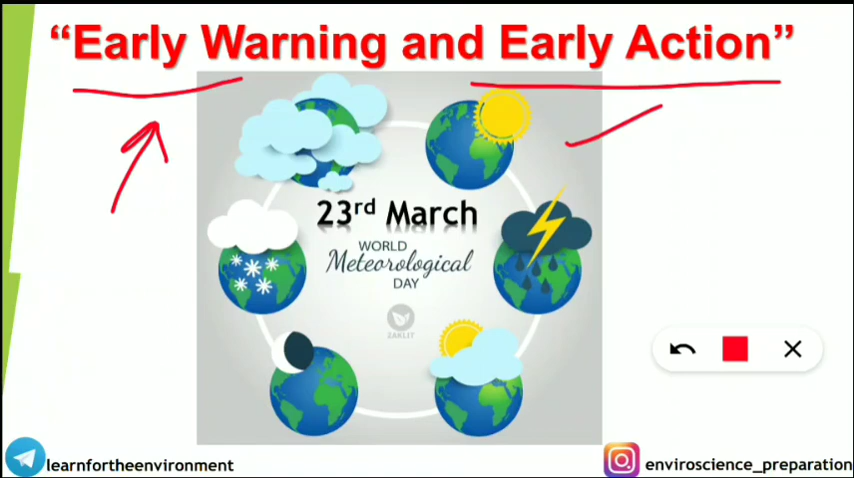 “Early Warning and Early Action”
23rd March
WORLD
Meteorological
DAY
ZAKLIT
learnfortheenvironment
enviroscience_preparation